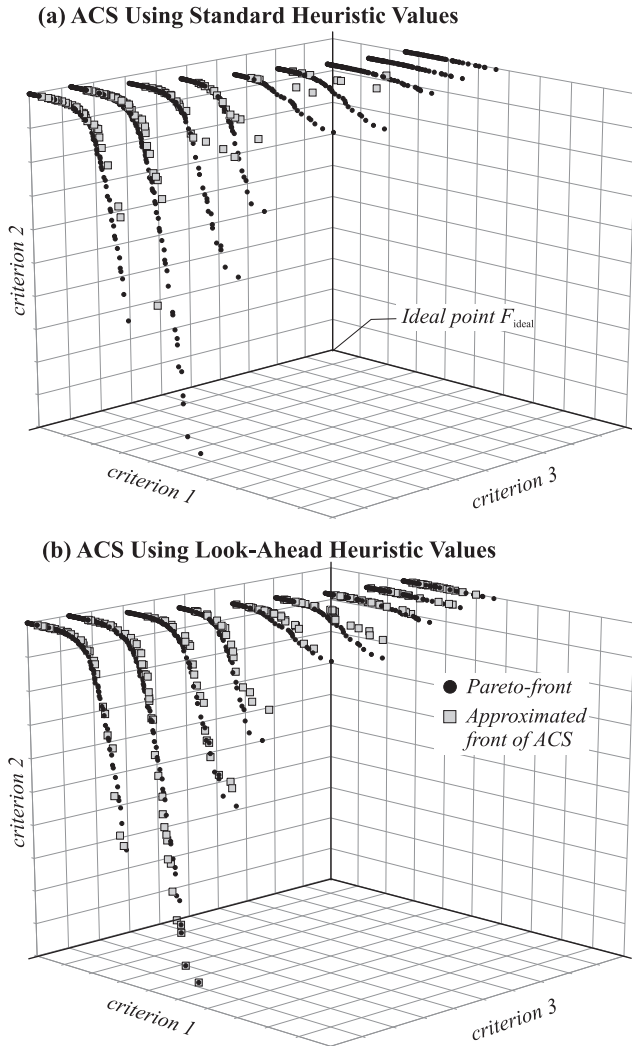 (a) ACS Using Standard Heuristic Values
criterion 2
Ideal point F_ideal
criterion 1
criterion 3
(b) ACS Using Look-Ahead Heuristic Values
Pareto-front
Approximated
front of ACS
criterion 2
criterion 1
criterion 3